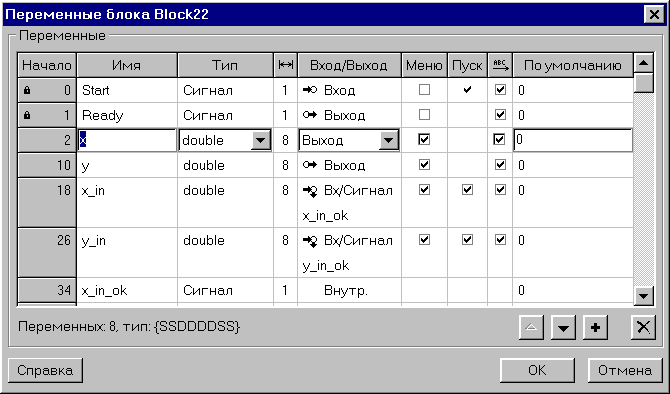 Переменные блока Block22
Переменные
Начало Имя Тип Вход/Выход Меню Пуск ABC По умолчанию
0 Start Сигнал 1 Вход 0
1 Ready Сигнал 1 Выход 0
2 x double 8 Выход 0
10 y double 8 Выход 0
18 x_in double 8 Вх/Сигнал 0
x_in_ok
26 y_in double 8 Вх/Сигнал 0
y_in_ok
34 x_in_ok Сигнал 1 Внутр. 0
Переменных: 8, тип: {SSDDDDSS}
Справка OK Отмена